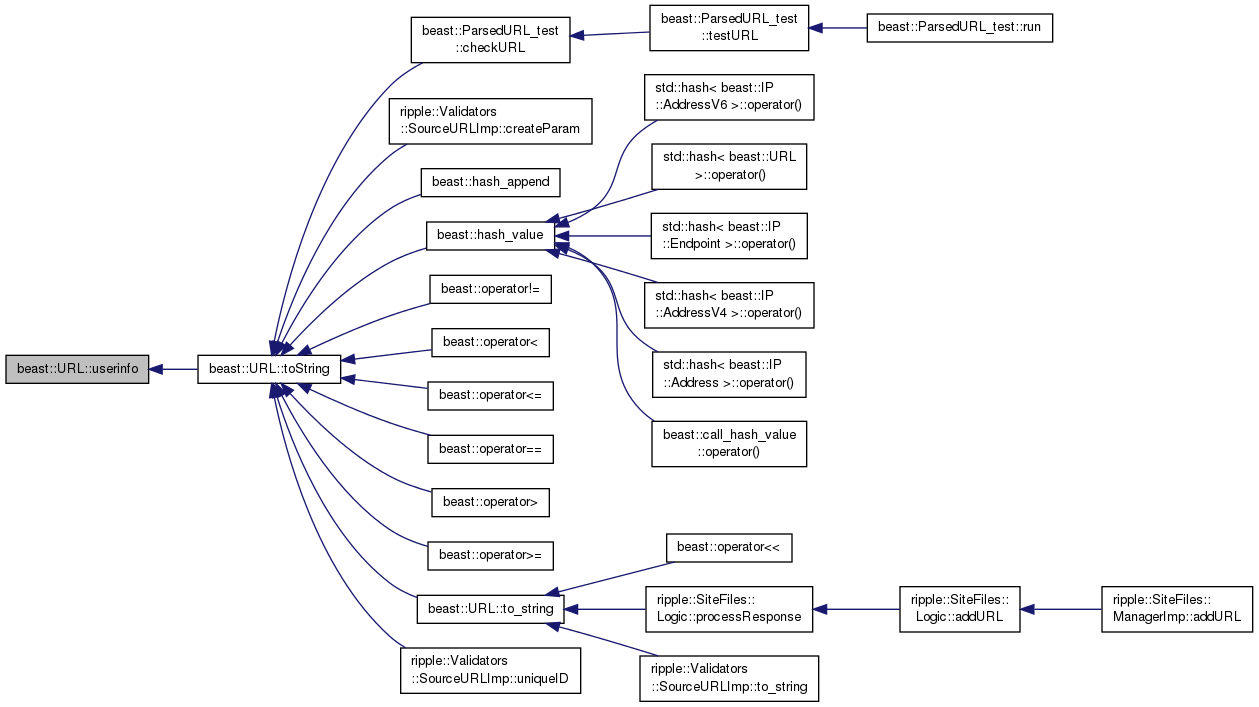 beast::URL::userinfo
beast::URL::toString
beast::ParsedURL_test
::checkURL
beast::ParsedURL_test
::testURL
beast::ParsedURL_test::run
ripple::Validators
::SourceURLImp::createParam
beast::hash_append
beast::hash_value
std::hash< beast::IP
::AddressV6 >::operator()
std::hash< beast::URL
>::operator()
std::hash< beast::IP
::Endpoint >::operator()
std::hash< beast::IP
::AddressV4 >::operator()
std::hash< beast::IP
::Address >::operator()
beast::call_hash_value
::operator()
beast::operator!=
beast::operator<
beast::operator<=
beast::operator==
beast::operator>
beast::operator>=
beast::URL::to_string
beast::operator<<
ripple::SiteFiles::
Logic::processResponse
ripple::SiteFiles::
Logic::addURL
ripple::SiteFiles::
ManagerImp::addURL
ripple::Validators
::SourceURLImp::to_string
ripple::Validators
::SourceURLImp::uniqueID